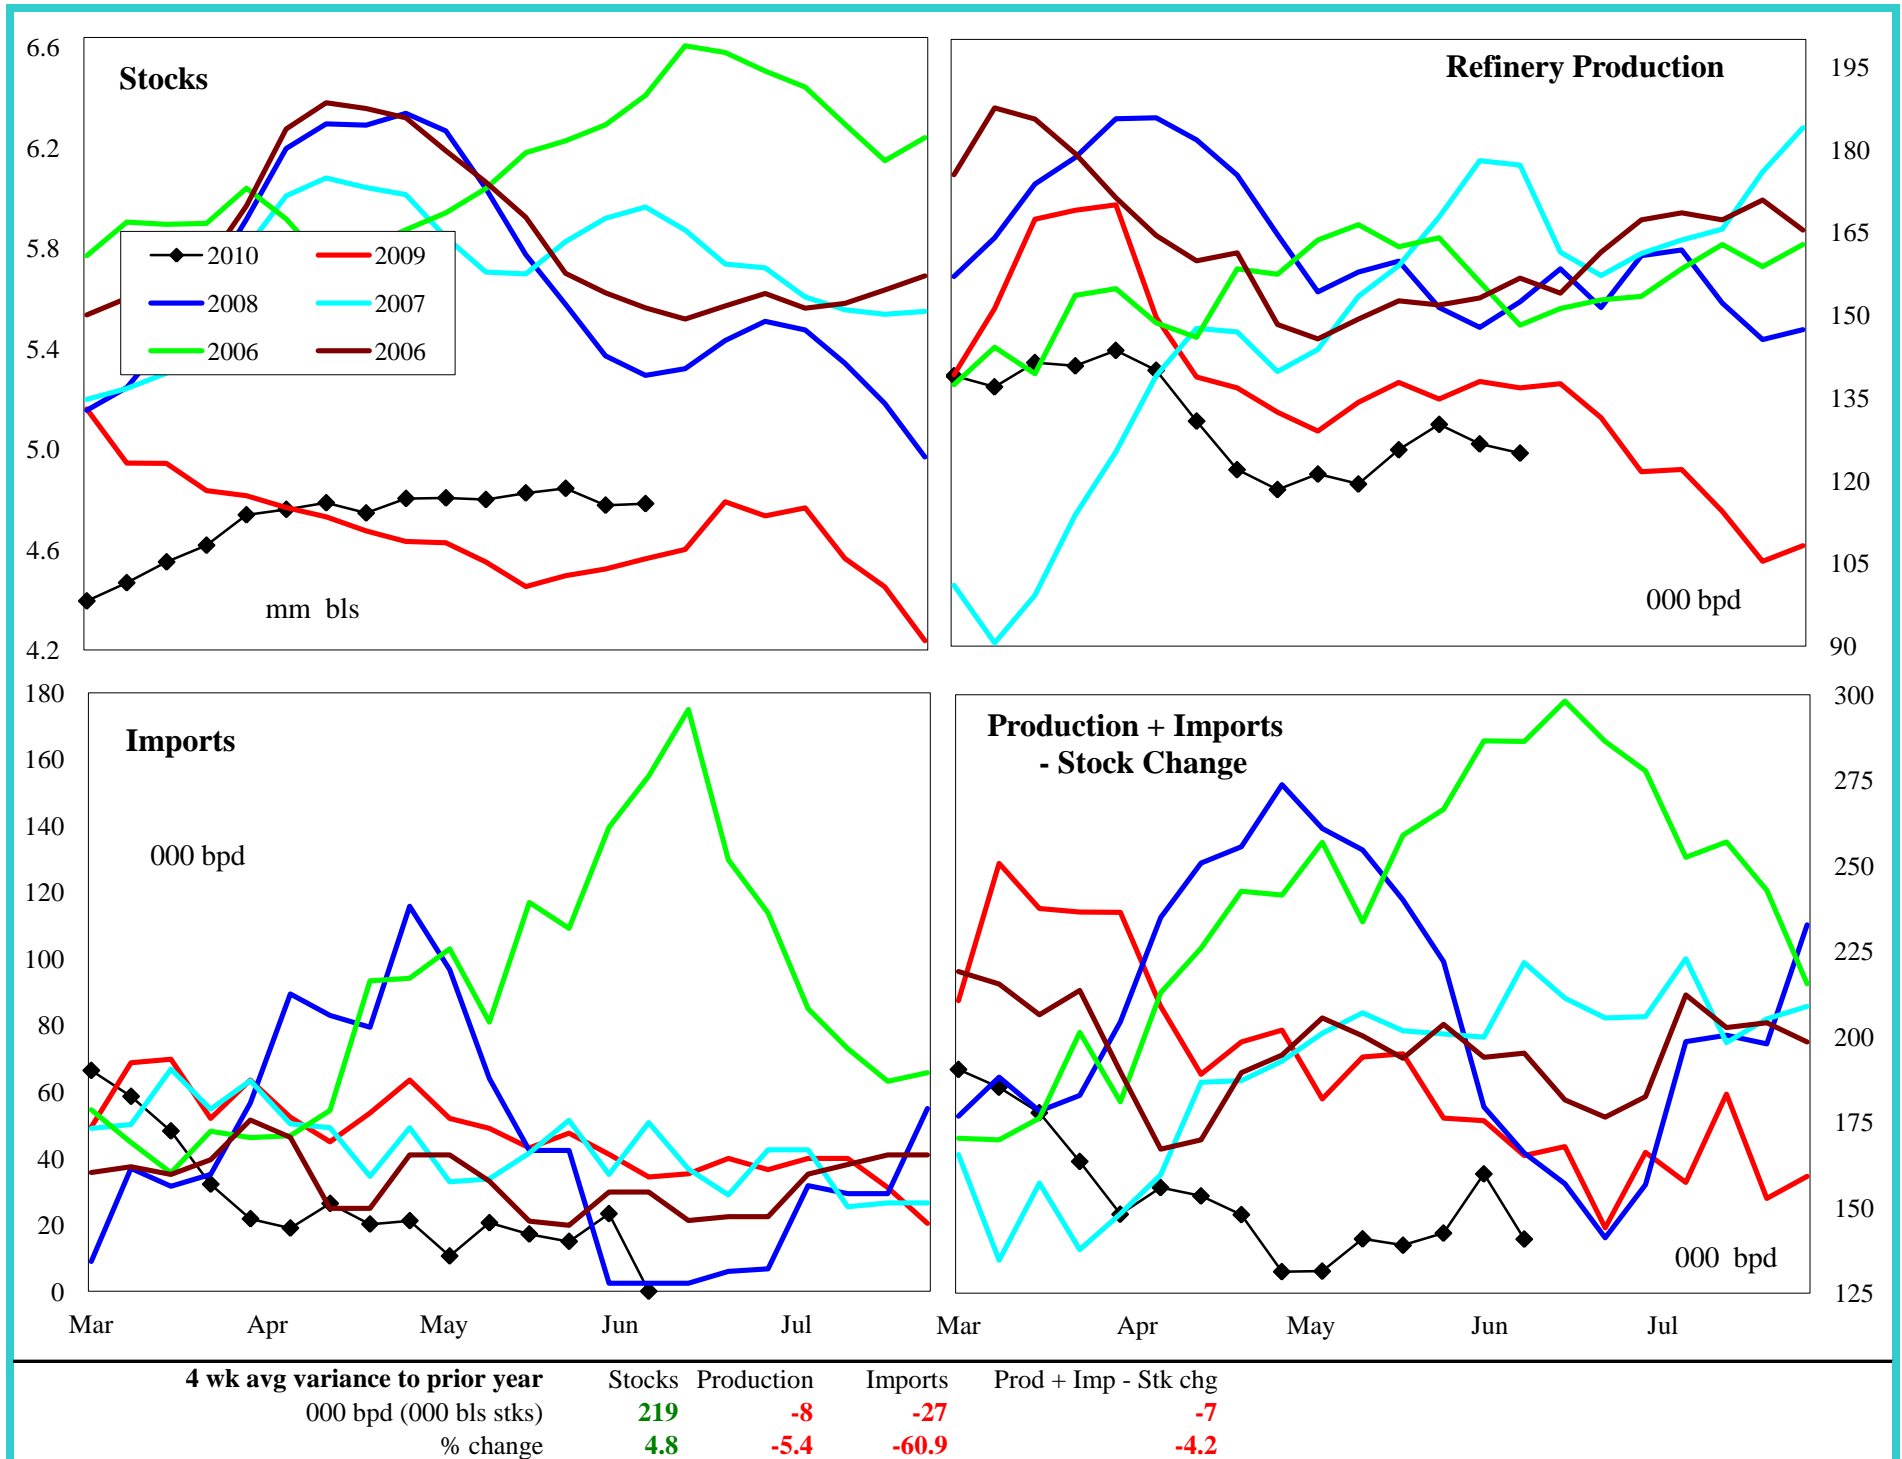 Stocks
6.6
6.2
5.8
5.4
5.0
4.6
4.2
2010
2009
2008
2007
2006
2006
mm bls
Refinery Production
195
180
165
150
135
120
105
90
000 bpd
180
160
140
120
100
80
60
40
20
0
Imports
000 bpd
Mar Apr May Jun Jul
Production + Imports
- Stock Change
300
275
250
225
200
175
150
125
000 bpd
Mar Apr May Jun Jul
4 wk avg variance to prior year Stocks Production Imports Prod + Imp - Stk chg
000 bpd (000 bls stks) 219 -8 -27 -7
% change 4.8 -5.4 -60.9 -4.2